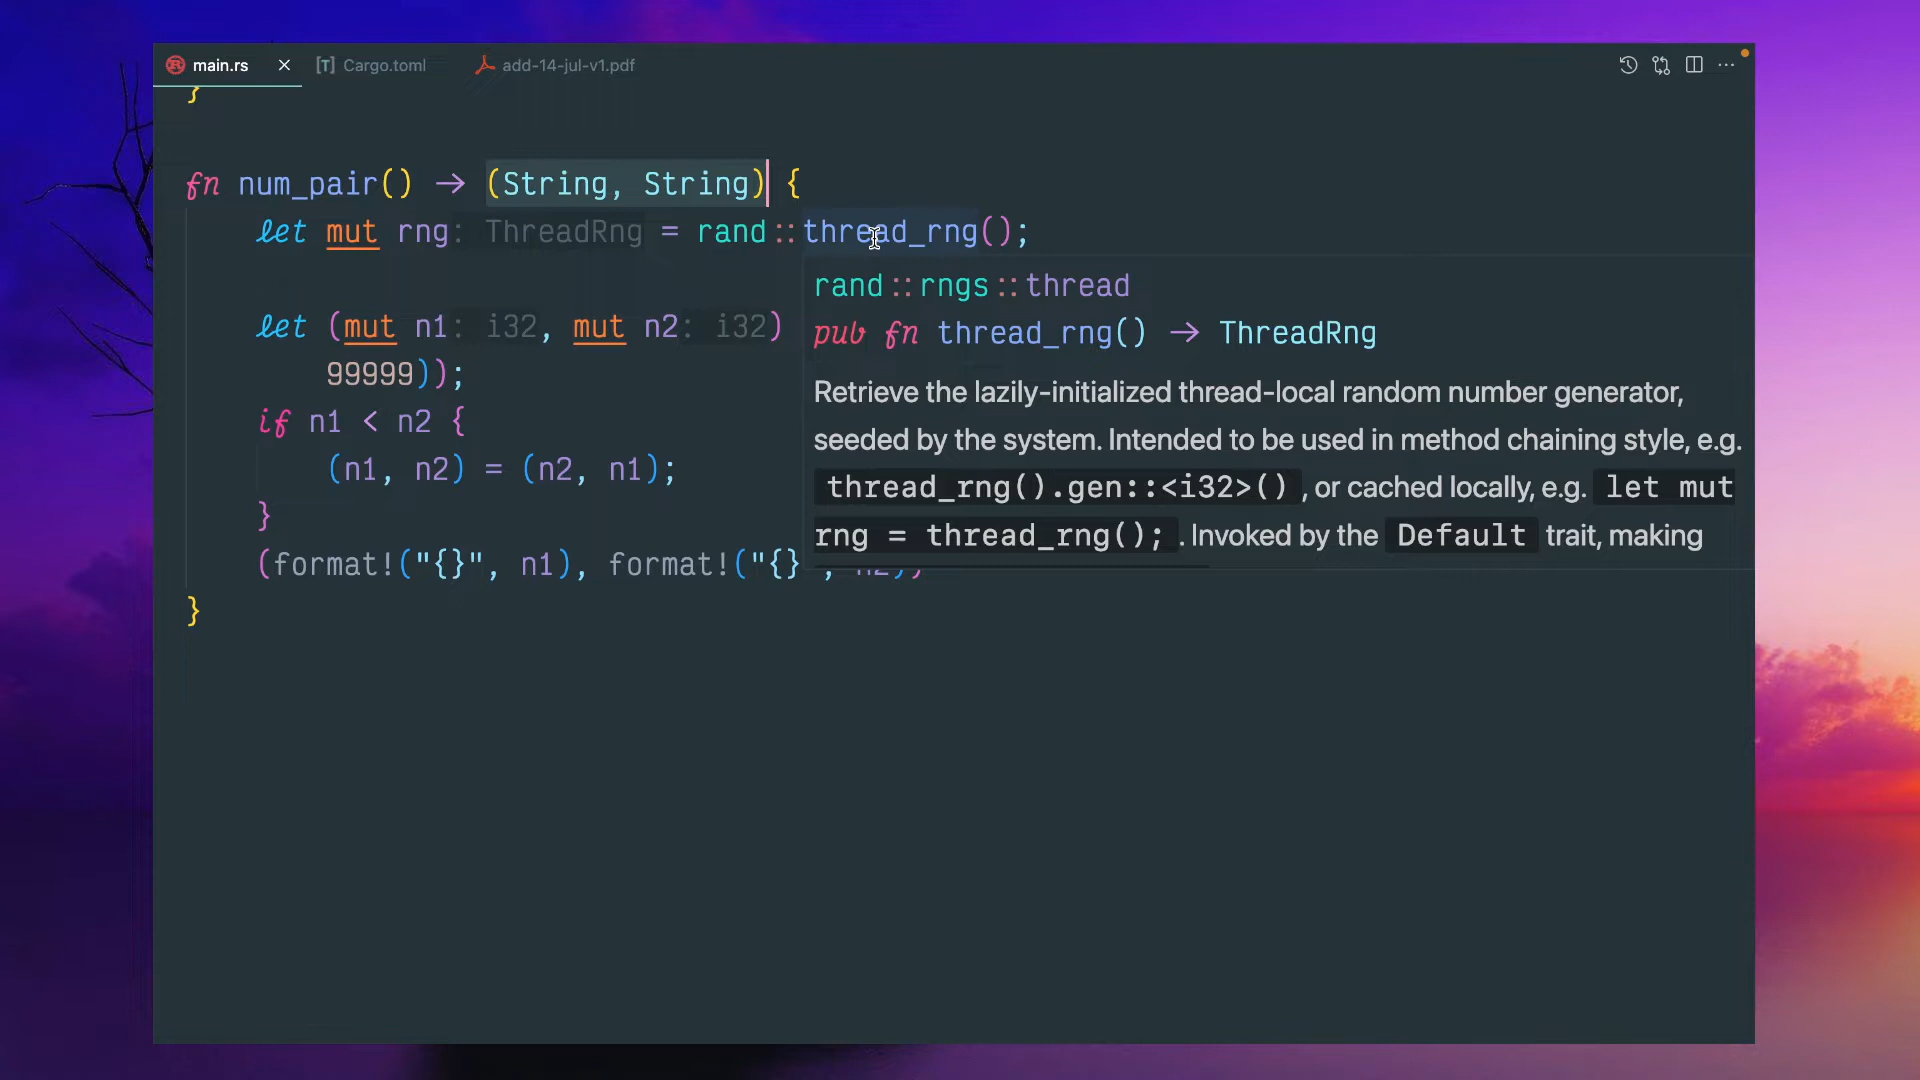 main.rs Cargo.toml add-14-jul-v1.pdf
}
fn num_pair() -> (String, String) {
let mut rng: ThreadRng = rand::thread_rng();
rand::rngs::thread
let (mut n1: i32, mut n2: i32)
pub fn thread_rng() -> ThreadRng
99999));
Retrieve the lazily-initialized thread-local random number generator,
if n1 < n2 {
seeded by the system. Intended to be used in method chaining style, e.g.
(n1, n2) = (n2, n1);
thread_rng().gen::<i32>(), or cached locally, e.g. let mut
}
rng = thread_rng();. Invoked by the Default trait, making
(format!("{}", n1), format!("{}
}